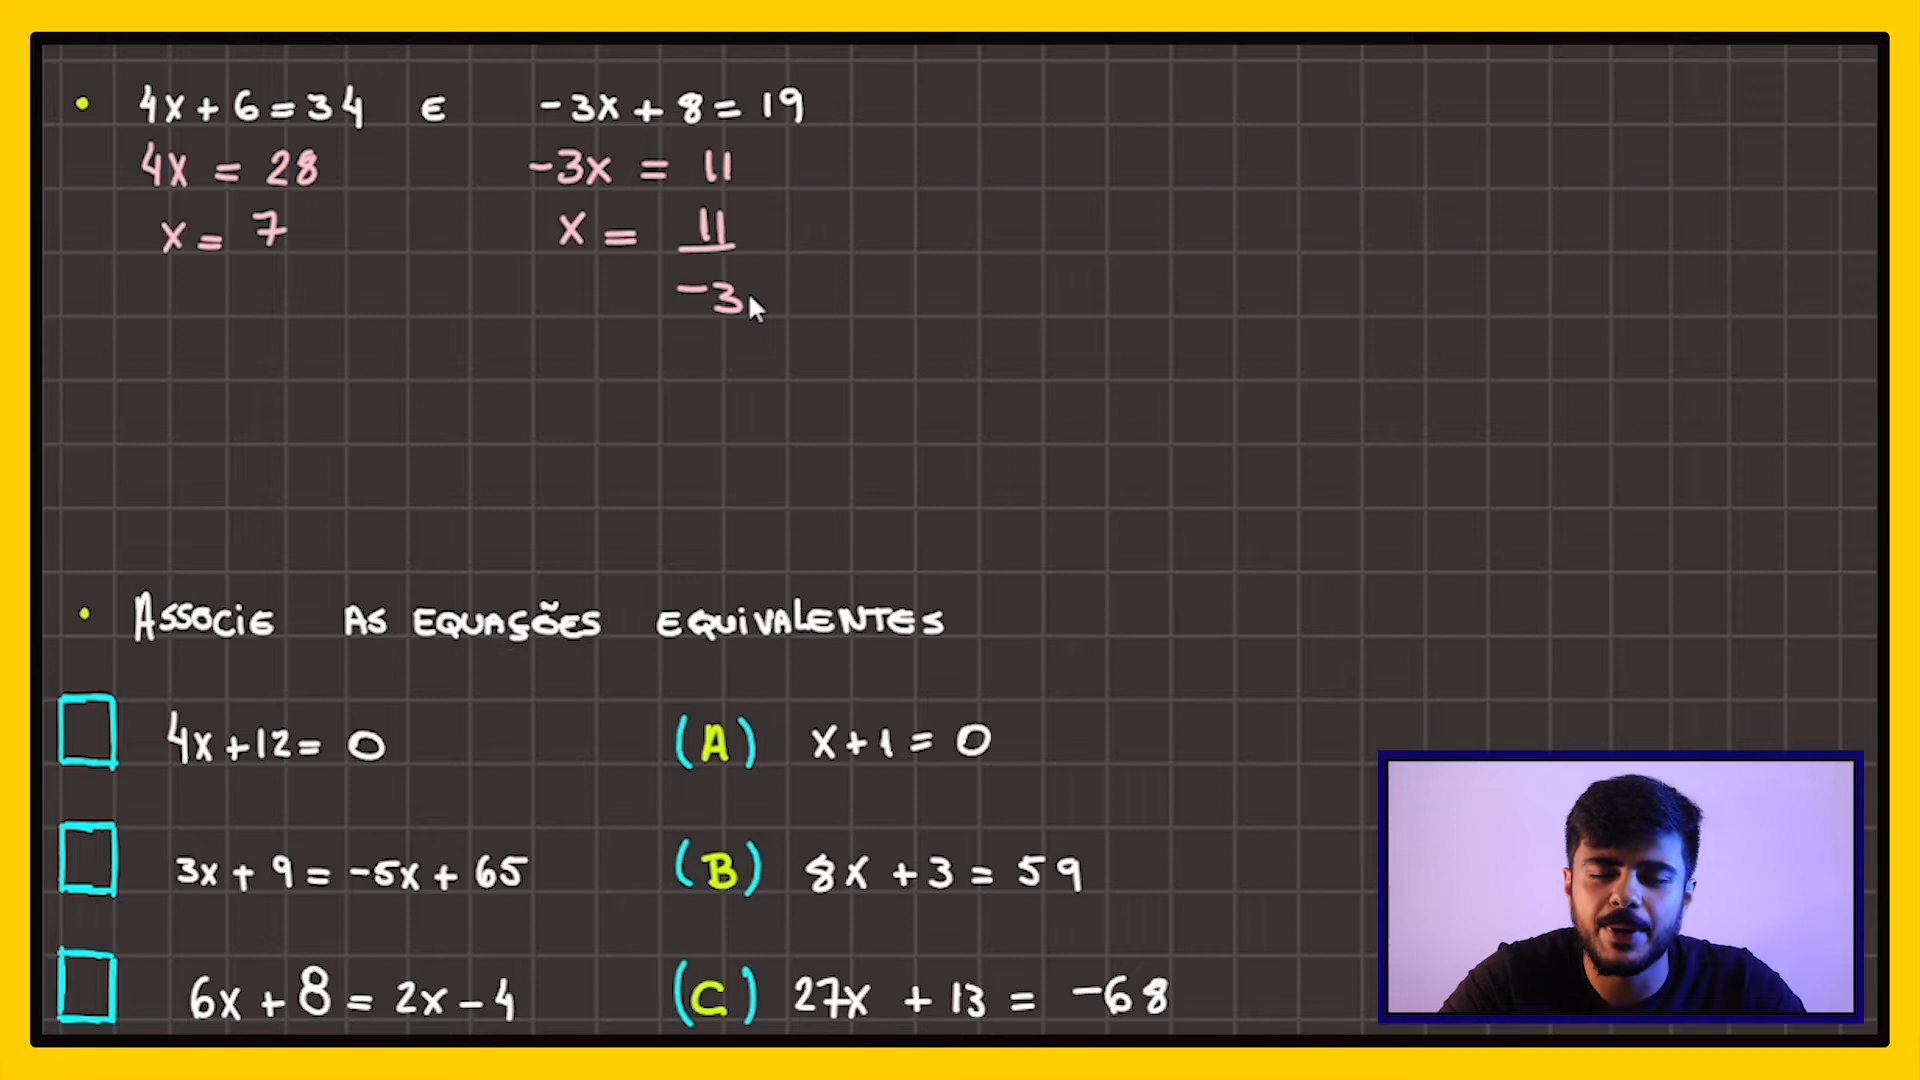 • 4x + 6 = 34 e -3x + 8 = 19
4x = 28 -3x = 11
x = 7 x = 11
-3
• ASSOCIE AS EQUAÇÕES EQUIVALENTES
4x + 12 = 0 (A) x + 1 = 0
3x + 9 = -5x + 65 (B) 8x + 3 = 59
6x + 8 = 2x - 4 (C) 27x + 13 = -68